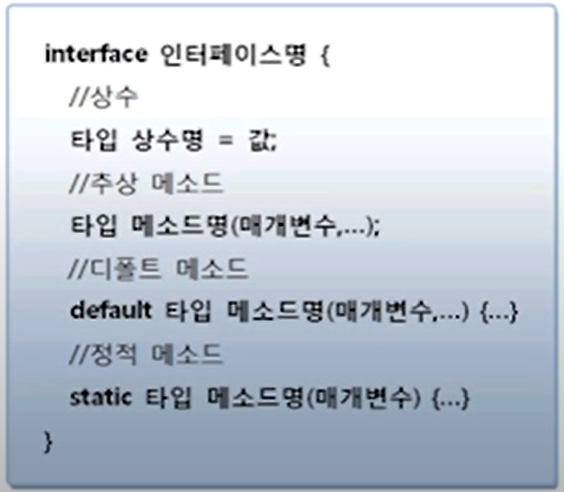 interface 인터페이스명 {
//상수
타입 상수명 = 값;
//추상 메소드
타입 메소드명(매개변수,...);
//디폴트 메소드
default 타입 메소드명(매개변수,...) {...}
//정적 메소드
static 타입 메소드명(매개변수) {...}
}